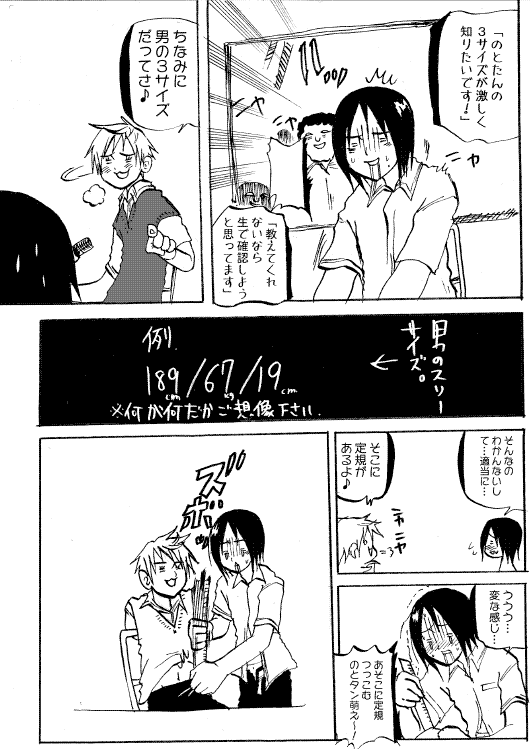 「のとたんの
3サイズが激しく
知りたいです!」
ニヤ
ニヤ
「教えてくれ
ないなら
生で確認しよう
と思ってます」
ちなみに
男の3サイズ
だってさ♪
男のスリー
サイズ。
←
例
189cm/67kg/19cm
※何が何だかご想像下さい.
そんなの
わかんないし
て…適当に…
そこに
定規が
あるよ♪
ニヤ
ニヤ
ううう…
変な感じ…
あそこに定規
つっこむ
のとタン萌え〜!
ズボッ